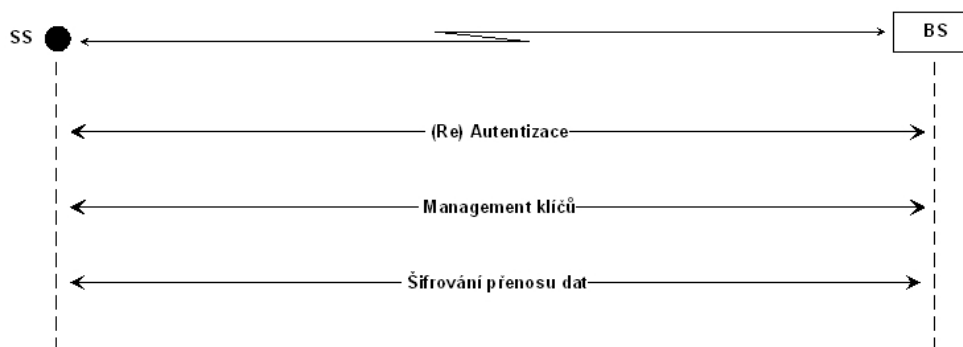 SS
BS
(Re) Autentizace
Management klíčů
Šifrování přenosu dat